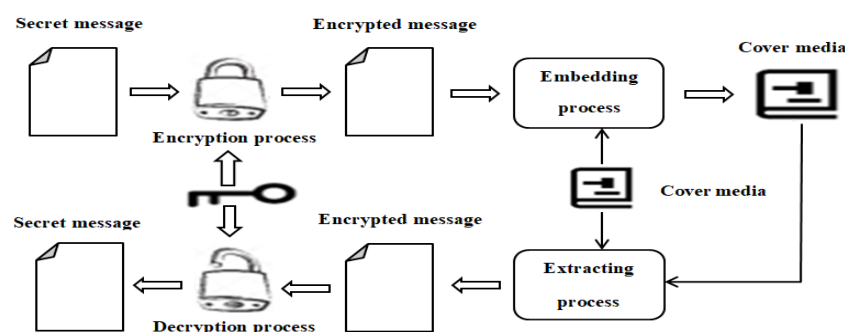 Secret message
Encrypted message
Cover media
Embedding
process
Encryption process
Cover media
Secret message
Encrypted message
Extracting
process
Decryption process